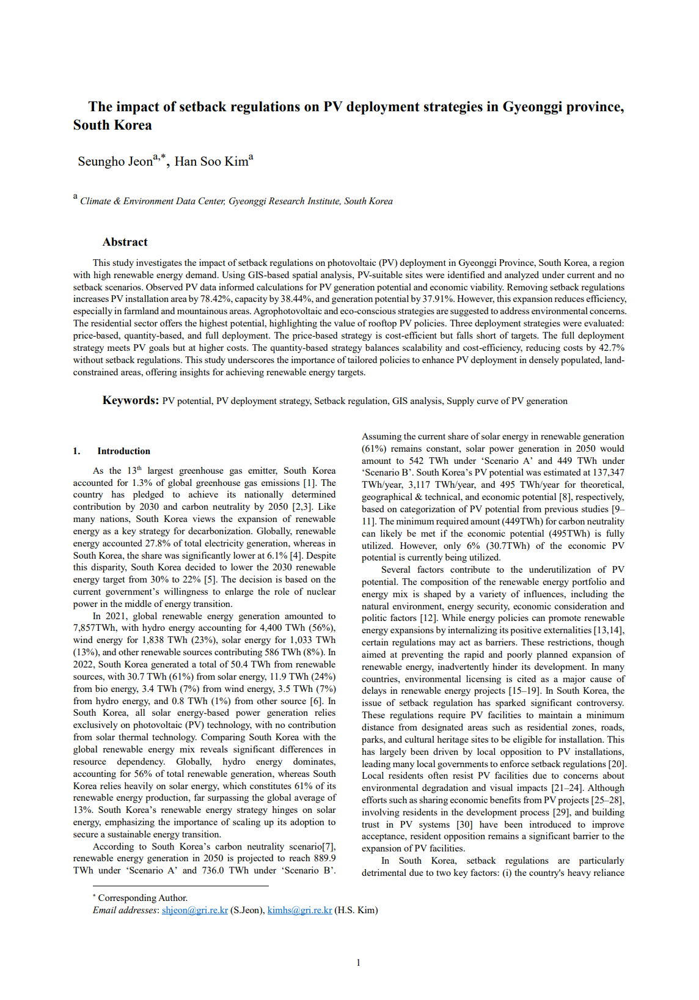 The impact of setback regulations on PV deployment strategies in Gyeonggi province,
South Korea
Seungho Jeon^a,*, Han Soo Kim^a
^a Climate & Environment Data Center, Gyeonggi Research Institute, South Korea
Abstract
This study investigates the impact of setback regulations on photovoltaic (PV) deployment in Gyeonggi Province, South Korea, a region
with high renewable energy demand. Using GIS-based spatial analysis, PV-suitable sites were identified and analyzed under current and no
setback scenarios. Observed PV data informed calculations for PV generation potential and economic viability. Removing setback regulations
increases PV installation area by 78.42%, capacity by 38.44%, and generation potential by 37.91%. However, this expansion reduces efficiency,
especially in farmland and mountainous areas. Agrophotovoltaic and eco-conscious strategies are suggested to address environmental concerns.
The residential sector offers the highest potential, highlighting the value of rooftop PV policies. Three deployment strategies were evaluated:
price-based, quantity-based, and full deployment. The price-based strategy is cost-efficient but falls short of targets. The full deployment
strategy meets PV goals but at higher costs. The quantity-based strategy balances scalability and cost-efficiency, reducing costs by 42.7%
without setback regulations. This study underscores the importance of tailored policies to enhance PV deployment in densely populated, land-
constrained areas, offering insights for achieving renewable energy targets.
Keywords: PV potential, PV deployment strategy, Setback regulation, GIS analysis, Supply curve of PV generation
1. Introduction
As the 13th largest greenhouse gas emitter, South Korea
accounted for 1.3% of global greenhouse gas emissions [1]. The
country has pledged to achieve its nationally determined
contribution by 2030 and carbon neutrality by 2050 [2,3]. Like
many nations, South Korea views the expansion of renewable
energy as a key strategy for decarbonization. Globally, renewable
energy accounted 27.8% of total electricity generation, whereas in
South Korea, the share was significantly lower at 6.1% [4]. Despite
this disparity, South Korea decided to lower the 2030 renewable
energy target from 30% to 22% [5]. The decision is based on the
current government's willingness to enlarge the role of nuclear
power in the middle of energy transition.
In 2021, global renewable energy generation amounted to
7,857TWh, with hydro energy accounting for 4,400 TWh (56%),
wind energy for 1,838 TWh (23%), solar energy for 1,033 TWh
(13%), and other renewable sources contributing 586 TWh (8%). In
2022, South Korea generated a total of 50.4 TWh from renewable
sources, with 30.7 TWh (61%) from solar energy, 11.9 TWh (24%)
from bio energy, 3.4 TWh (7%) from wind energy, 3.5 TWh (7%)
from hydro energy, and 0.8 TWh (1%) from other source [6]. In
South Korea, all solar energy-based power generation relies
exclusively on photovoltaic (PV) technology, with no contribution
from solar thermal technology. Comparing South Korea with the
global renewable energy mix reveals significant differences in
resource dependency. Globally, hydro energy dominates,
accounting for 56% of total renewable generation, whereas South
Korea relies heavily on solar energy, which constitutes 61% of its
renewable energy production, far surpassing the global average of
13%. South Korea's renewable energy strategy hinges on solar
energy, emphasizing the importance of scaling up its adoption to
secure a sustainable energy transition.
According to South Korea's carbon neutrality scenario[7],
renewable energy generation in 2050 is projected to reach 889.9
TWh under 'Scenario A' and 736.0 TWh under 'Scenario B'.
Assuming the current share of solar energy in renewable generation
(61%) remains constant, solar power generation in 2050 would
amount to 542 TWh under 'Scenario A' and 449 TWh under
'Scenario B'. South Korea's PV potential was estimated at 137,347
TWh/year, 3,117 TWh/year, and 495 TWh/year for theoretical,
geographical & technical, and economic potential [8], respectively,
based on categorization of PV potential from previous studies [9–
11]. The minimum required amount (449TWh) for carbon neutrality
can likely be met if the economic potential (495TWh) is fully
utilized. However, only 6% (30.7TWh) of the economic PV
potential is currently being utilized.
Several factors contribute to the underutilization of PV
potential. The composition of the renewable energy portfolio and
energy mix is shaped by a variety of influences, including the
natural environment, energy security, economic consideration and
politic factors [12]. While energy policies can promote renewable
energy expansions by internalizing its positive externalities [13,14],
certain regulations may act as barriers. These restrictions, though
aimed at preventing the rapid and poorly planned expansion of
renewable energy, inadvertently hinder its development. In many
countries, environmental licensing is cited as a major cause of
delays in renewable energy projects [15–19]. In South Korea, the
issue of setback regulation has sparked significant controversy.
These regulations require PV facilities to maintain a minimum
distance from designated areas such as residential zones, roads,
parks, and cultural heritage sites to be eligible for installation. This
has largely been driven by local opposition to PV installations,
leading many local governments to enforce setback regulations [20].
Local residents often resist PV facilities due to concerns about
environmental degradation and visual impacts [21–24]. Although
efforts such as sharing economic benefits from PV projects [25–28],
involving residents in the development process [29], and building
trust in PV systems [30] have been introduced to improve
acceptance, resident opposition remains a significant barrier to the
expansion of PV facilities.
In South Korea, setback regulations are particularly
detrimental due to two key factors: (i) the country's heavy reliance
* Corresponding Author.
Email addresses: shjeon@gri.re.kr (S.Jeon), kimhs@gri.re.kr (H.S. Kim)
1